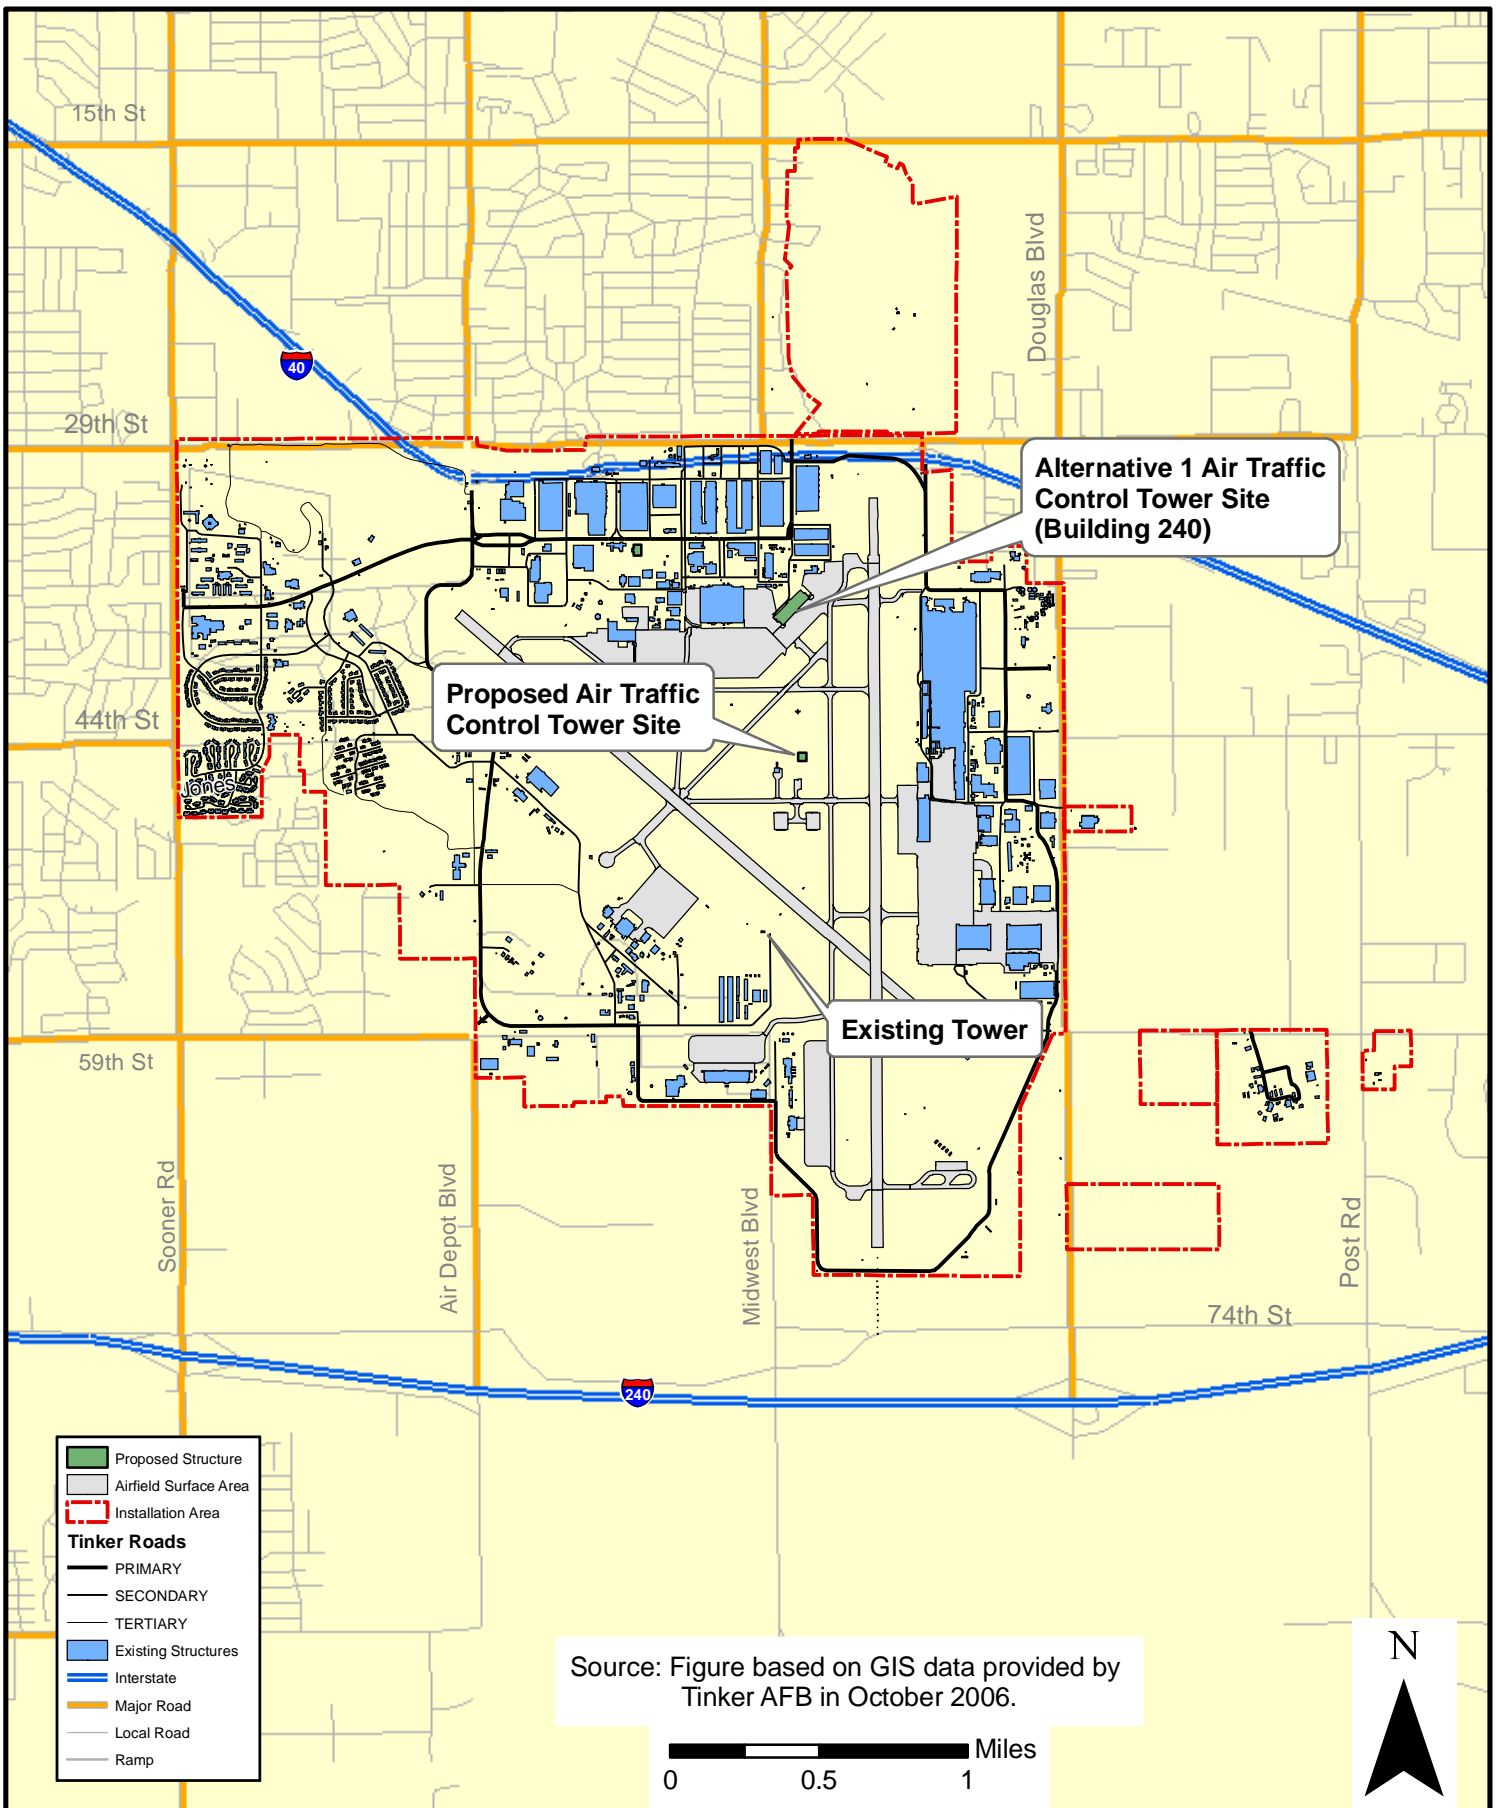 15th St
Douglas Blvd
40
29th St
Alternative 1 Air Traffic
Control Tower Site
(Building 240)
Proposed Air Traffic
Control Tower Site
44th St
Jones
Existing Tower
59th St
Sooner Rd
Air Depot Blvd
Midwest Blvd
Post Rd
74th St
240
Proposed Structure
Airfield Surface Area
Installation Area
Tinker Roads
PRIMARY
SECONDARY
TERTIARY
Existing Structures
Interstate
Major Road
Local Road
Ramp
Source: Figure based on GIS data provided by
Tinker AFB in October 2006.
Miles
0 0.5 1
N